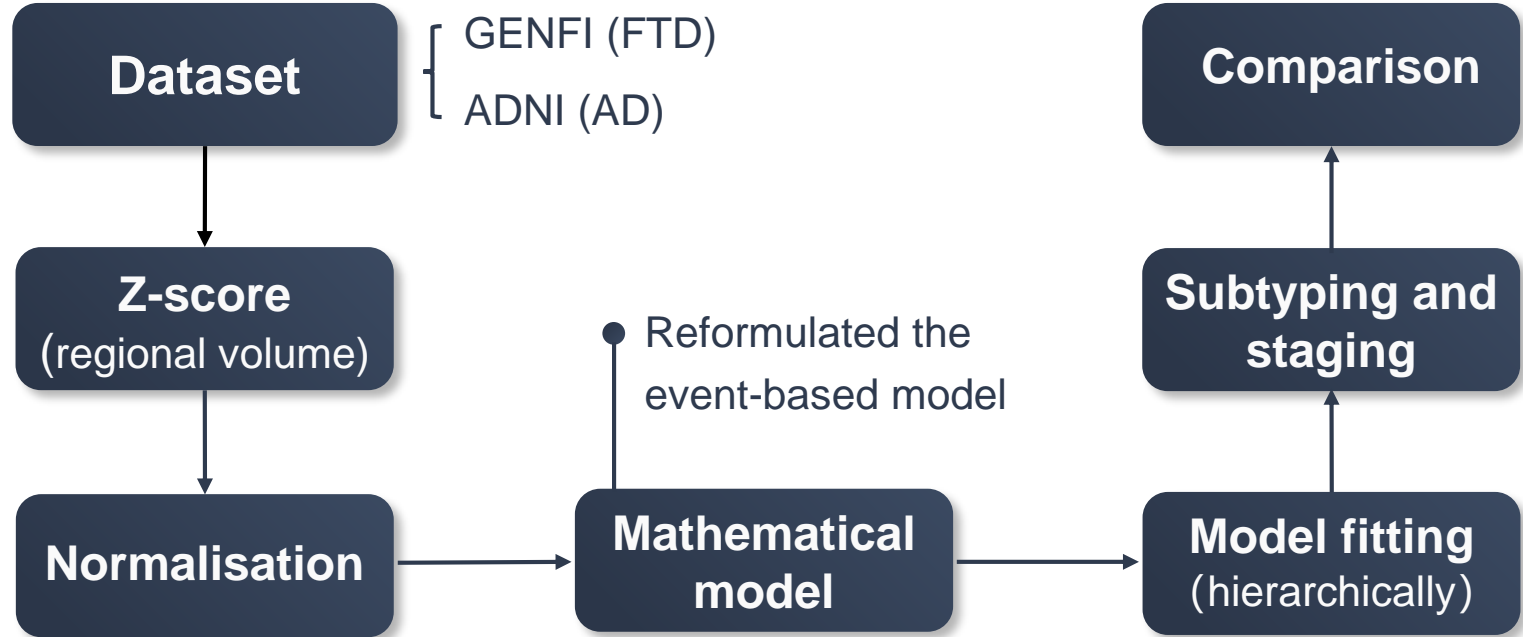 Dataset
GENFI (FTD)
ADNI (AD)
Z-score
(regional volume)
Normalisation
Reformulated the
event-based model
Mathematical
model
Model fitting
(hierarchically)
Subtyping and
staging
Comparison